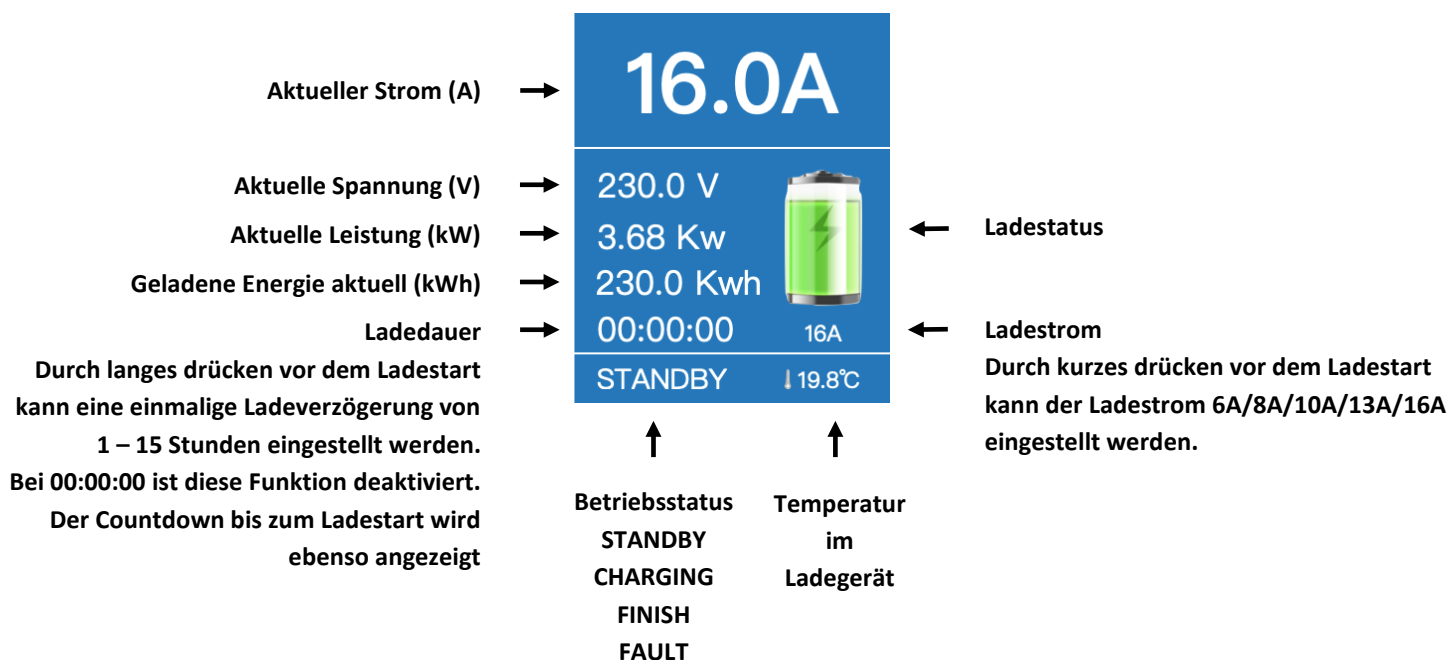 16.0A
Aktueller Strom (A)
Aktuelle Spannung (V)
230.0 V
Aktuelle Leistung (kW)
3.68 Kw
Ladestatus
Geladene Energie aktuell (kWh)
230.0 Kwh
Ladedauer
00:00:00
16A
Ladestrom
Durch langes drücken vor dem Ladestart
kann eine einmalige Ladeverzögerung von
1 – 15 Stunden eingestellt werden.
Bei 00:00:00 ist diese Funktion deaktiviert.
Der Countdown bis zum Ladestart wird
ebenso angezeigt
STANDBY
19.8℃
Durch kurzes drücken vor dem Ladestart
kann der Ladestrom 6A/8A/10A/13A/16A
eingestellt werden.
Betriebsstatus
STANDBY
CHARGING
FINISH
FAULT
Temperatur
im
Ladegerät